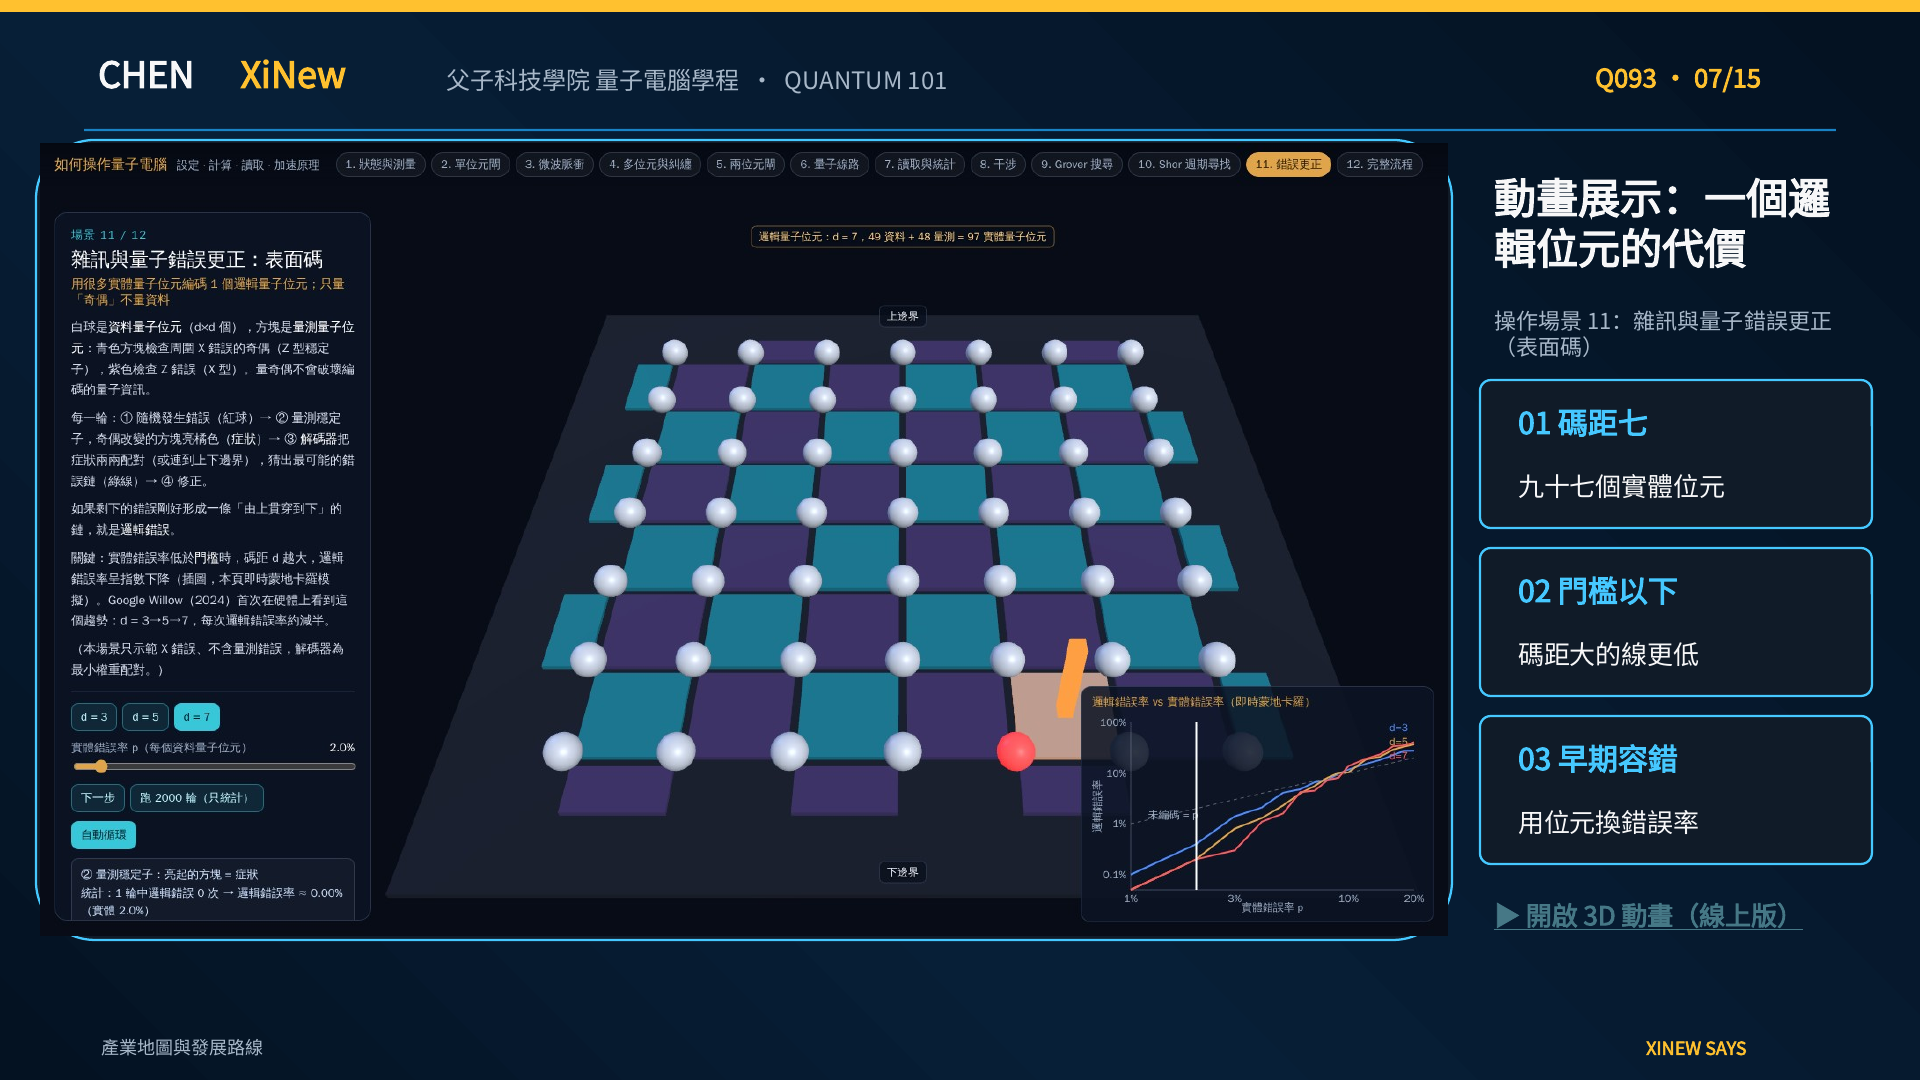 CHEN XiNew
父子科技學院 量子電腦學程 • QUANTUM 101
Q093 • 07/15
如何操作量子電腦 設定 · 計算 · 讀取 · 加速原理
1. 狀態與測量
2. 單位元閘
3. 微波脈衝
4. 多位元與糾纏
5. 兩位元閘
6. 量子線路
7. 讀取與統計
8. 干涉
9. Grover 搜尋
10. Shor 週期尋找
11. 錯誤更正
12. 完整流程
場景 11 / 12
雜訊與量子錯誤更正：表面碼
用很多實體量子位元編碼 1 個邏輯量子位元；只量
「奇偶」不量資料
白球是資料量子位元（d×d 個），方塊是量測量子位
元：青色方塊檢查周圍 X 錯誤的奇偶（Z 型穩定
子），紫色檢查 Z 錯誤（X 型）。量奇偶不會破壞編
碼的量子資訊。
每一輪：① 隨機發生錯誤（紅球）→ ② 量測穩定
子，奇偶改變的方塊亮橘色（症狀）→ ③ 解碼器把
症狀兩兩配對（或連到上下邊界），猜出最可能的錯
誤鏈（綠線）→ ④ 修正。
如果剩下的錯誤剛好形成一條「由上貫穿到下」的
鏈，就是邏輯錯誤。
關鍵：實體錯誤率低於門檻時，碼距 d 越大，邏輯
錯誤率呈指數下降（插圖，本頁即時蒙地卡羅模
擬）。Google Willow（2024）首次在硬體上看到這
個趨勢：d = 3→5→7，每次邏輯錯誤率約減半。
（本場景只示範 X 錯誤、不含量測錯誤，解碼器為
最小權重配對。）
d = 3
d = 5
d = 7
實體錯誤率 p（每個資料量子位元） 2.0%
下一步
跑 2000 輪（只統計）
自動循環
② 量測穩定子：亮起的方塊 = 症狀
統計：1 輪中邏輯錯誤 0 次 → 邏輯錯誤率 ≈ 0.00%
（實體 2.0%）
邏輯量子位元：d = 7，49 資料 + 48 量測 = 97 實體量子位元
上邊界
下邊界
邏輯錯誤率 vs 實體錯誤率（即時蒙地卡羅）
100%
10%
1%
0.1%
邏輯錯誤率
未編碼 = p
d=3
d=5
d=7
1%
3%
10%
20%
實體錯誤率 p
動畫展示：一個邏
輯位元的代價
操作場景 11：雜訊與量子錯誤更正
（表面碼）
01 碼距七
九十七個實體位元
02 門檻以下
碼距大的線更低
03 早期容錯
用位元換錯誤率
▶ 開啟 3D 動畫（線上版）
產業地圖與發展路線
XINEW SAYS